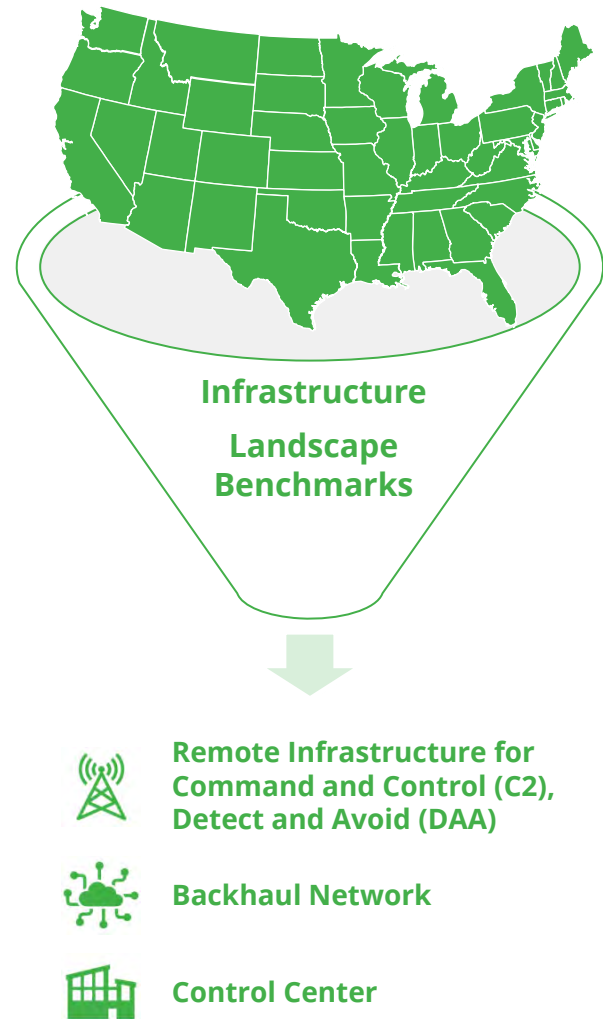 Infrastructure
Landscape
Benchmarks
Remote Infrastructure for
Command and Control (C2),
Detect and Avoid (DAA)
Backhaul Network
Control Center